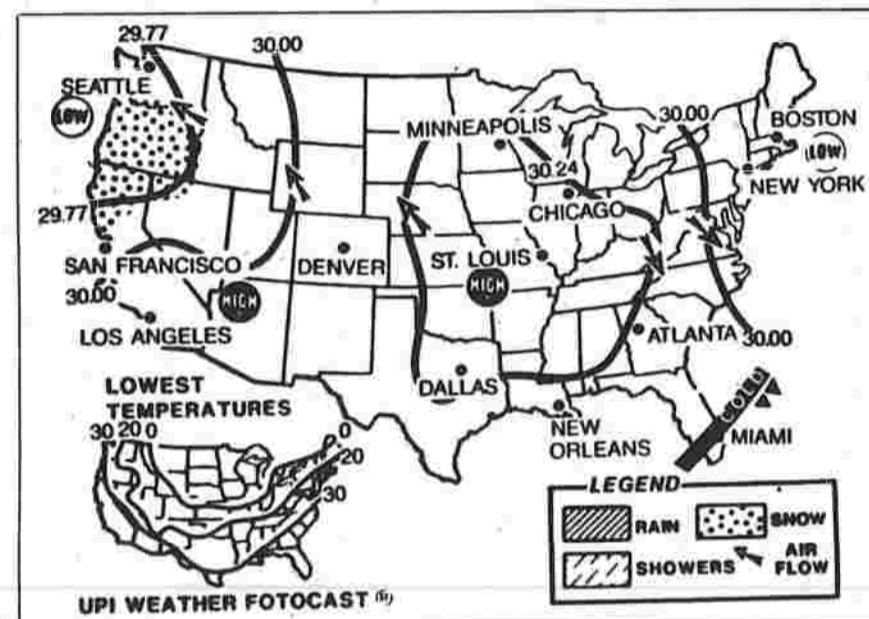 29.77
30.00
SEATTLE
LOW
MINNEAPOLIS
30.00
BOSTON
LOW
30.24
NEW YORK
CHICAGO
29.77
SAN FRANCISCO
DENVER
ST. LOUIS
HIGH
HIGH
30.00
LOS ANGELES
ATLANTA
30.00
DALLAS
COLD
LOWEST
TEMPERATURES
NEW
ORLEANS
MIAMI
30 20 0
0
20
30
LEGEND
RAIN
SNOW
SHOWERS
AIR
FLOW
UPI WEATHER FOTOCAST